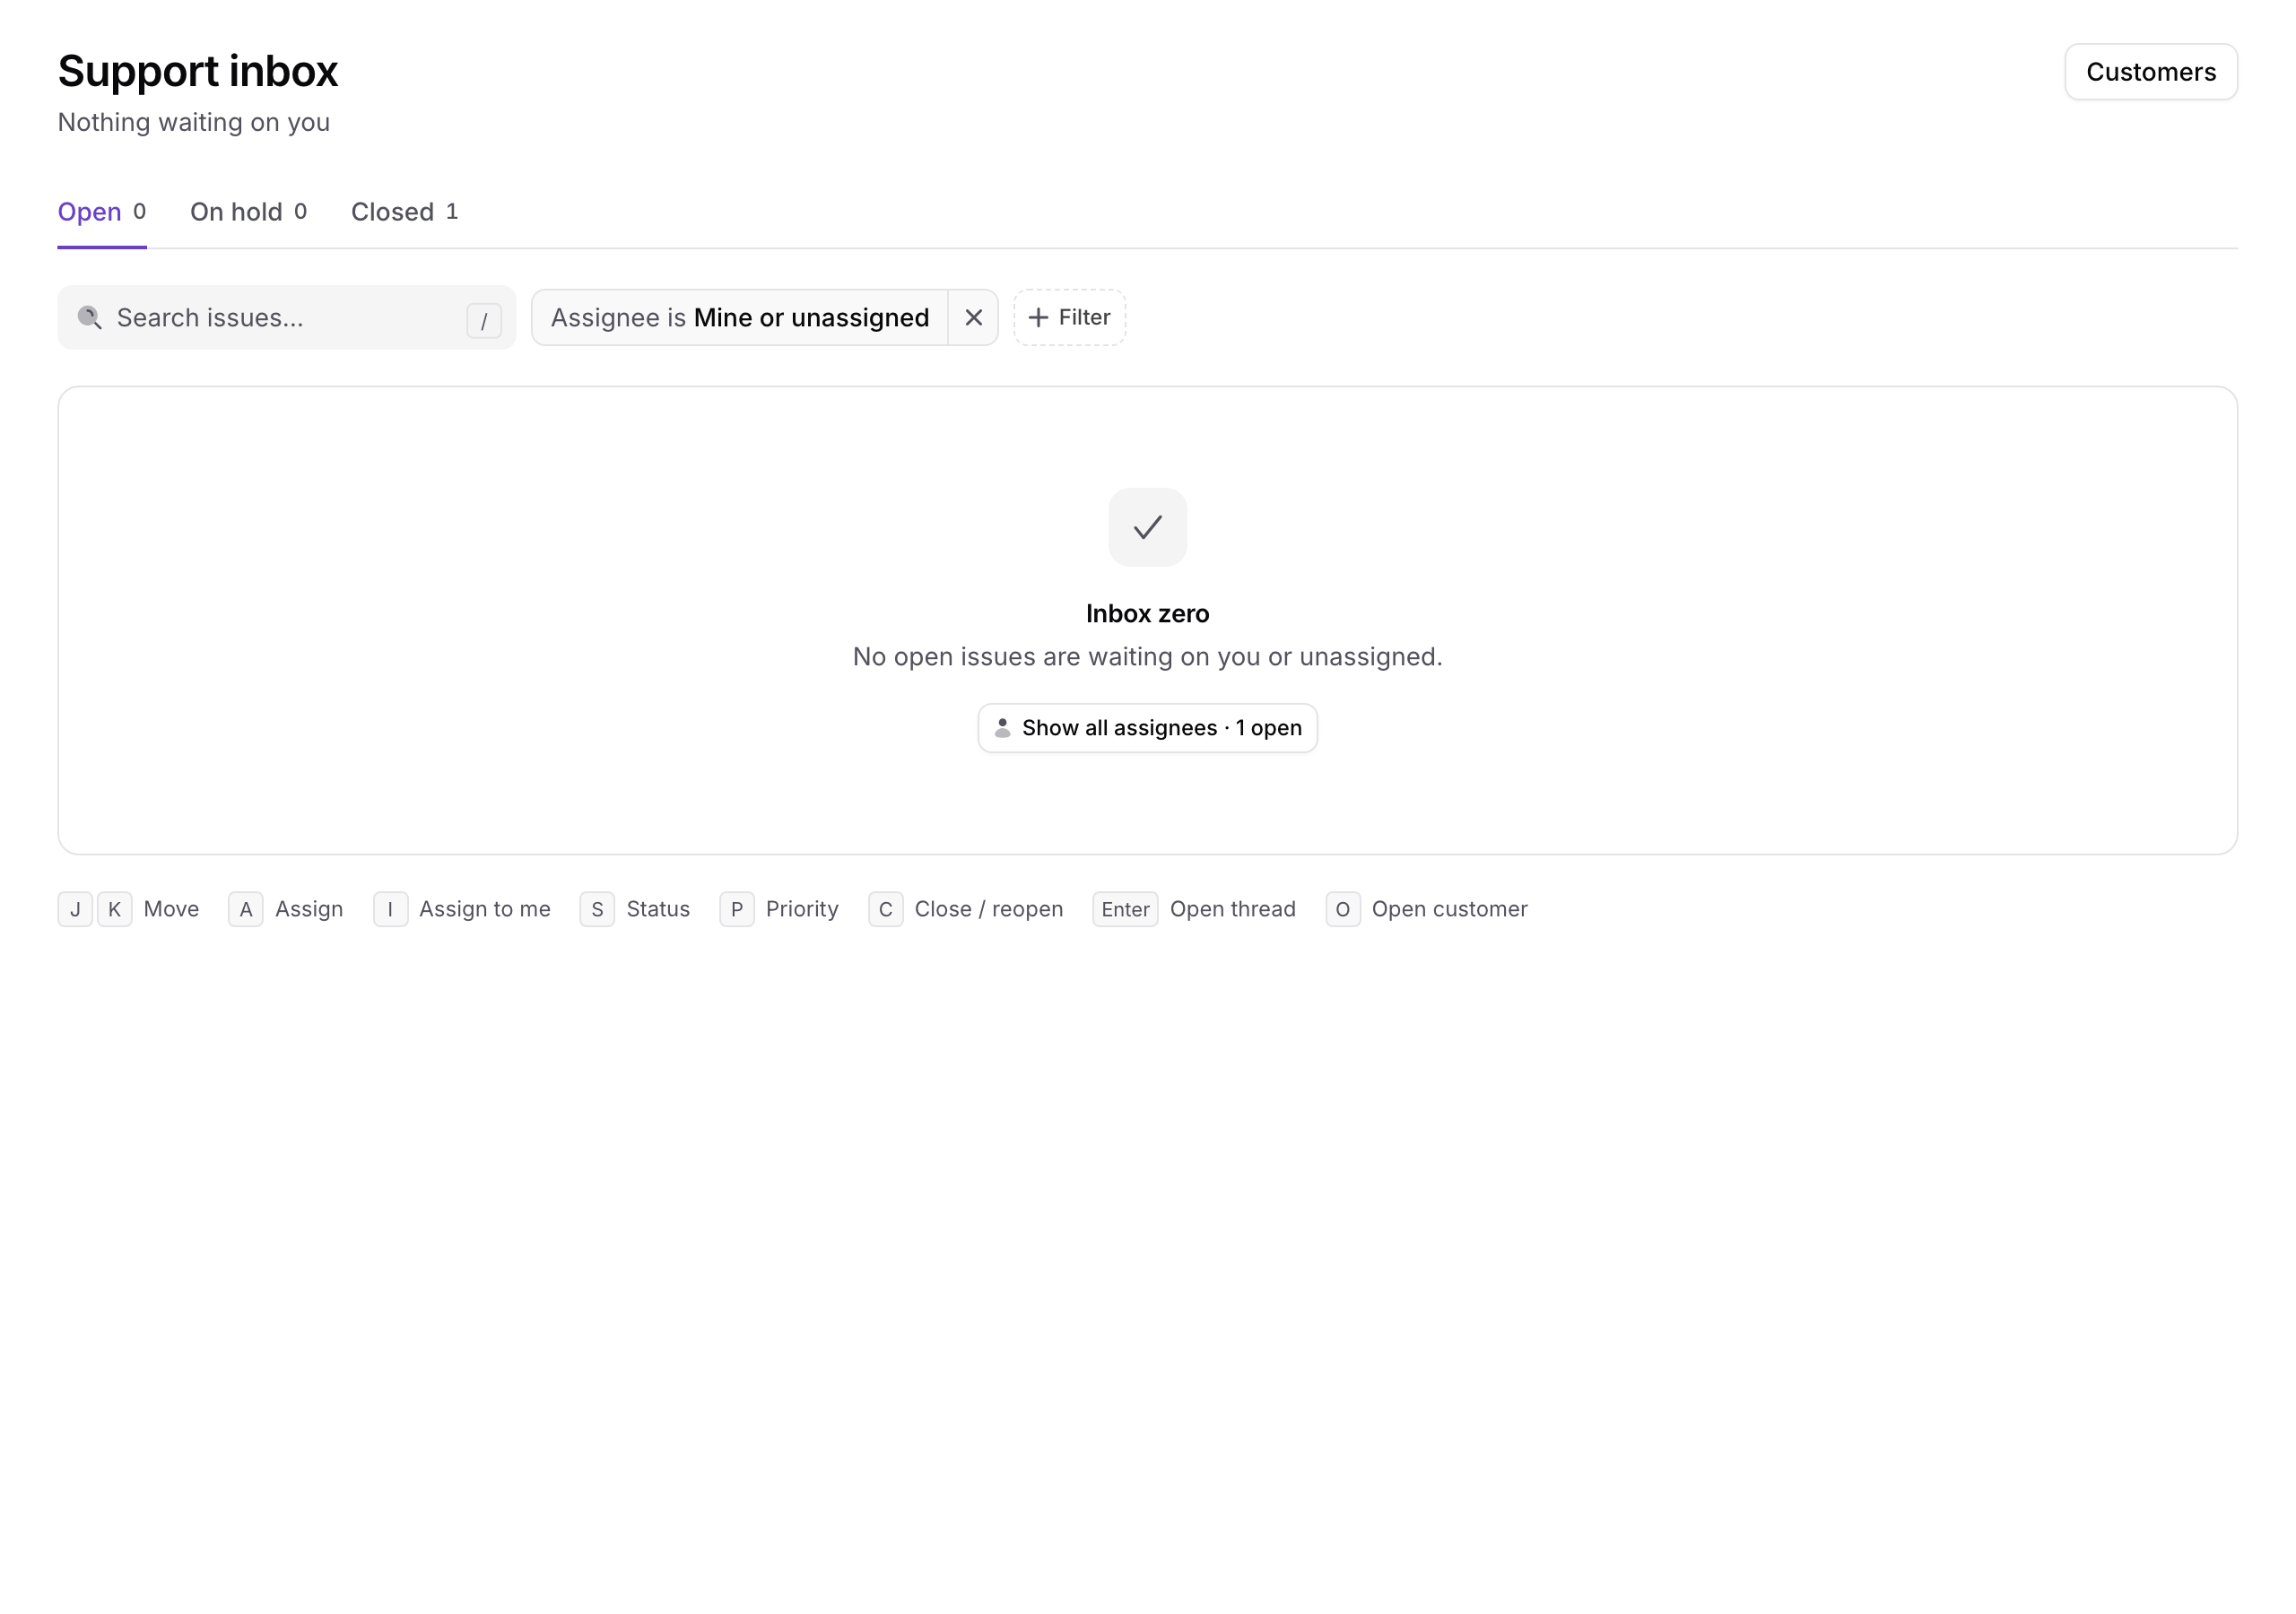 Support inbox
Customers
Nothing waiting on you
Open 0 On hold 0 Closed 1
Search issues... / Assignee is Mine or unassigned Filter
Inbox zero
No open issues are waiting on you or unassigned.
Show all assignees · 1 open
J K Move A Assign I Assign to me S Status P Priority C Close / reopen Enter Open thread O Open customer